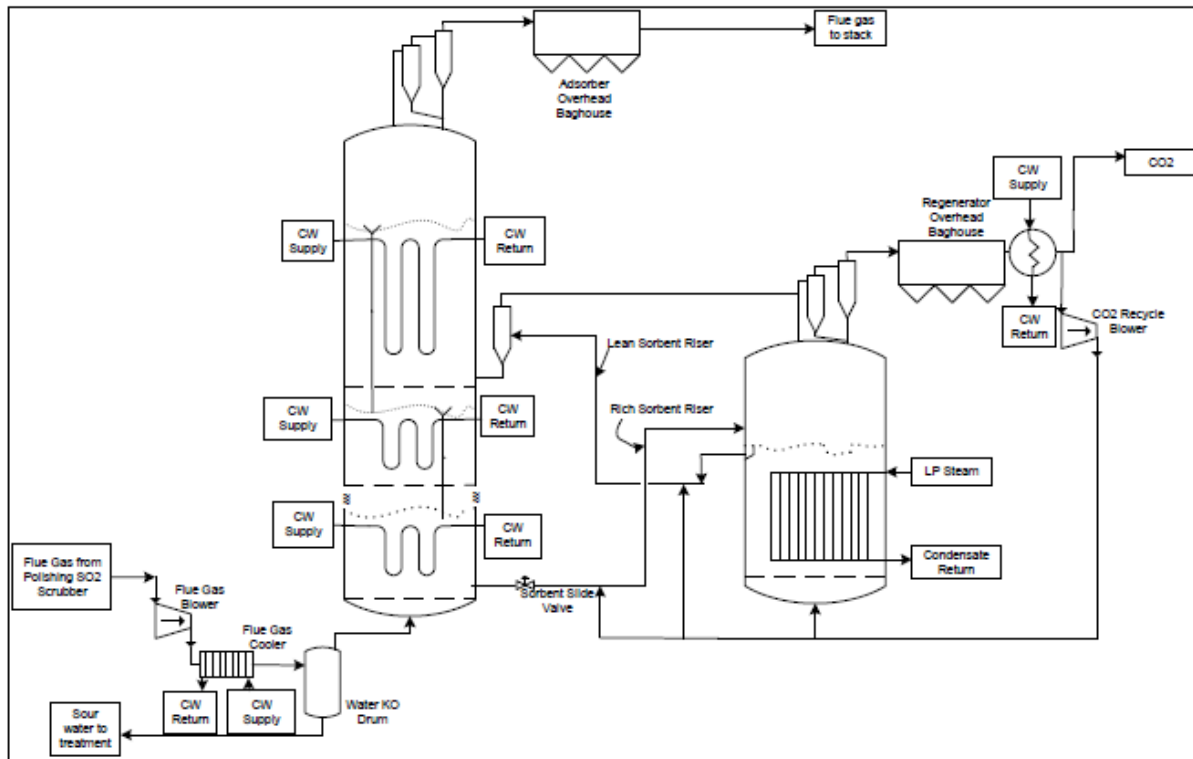 Flue gas
to stack
Adsorber
Overhead
Baghouse
CW
Supply
CO2
Regenerator
Overhead
Baghouse
CW
Supply
CW
Return
CW
Return
CO2 Recycle
Blower
Lean Sorbent Riser
CW
Supply
CW
Return
Rich Sorbent Riser
LP Steam
CW
Supply
CW
Return
Condensate
Return
Flue Gas from
Polishing SO2
Scrubber
Flue Gas
Blower
Sorbent Slide
Valve
Flue Gas
Cooler
CW
Return
CW
Supply
Water KO
Drum
Sour
water to
treatment